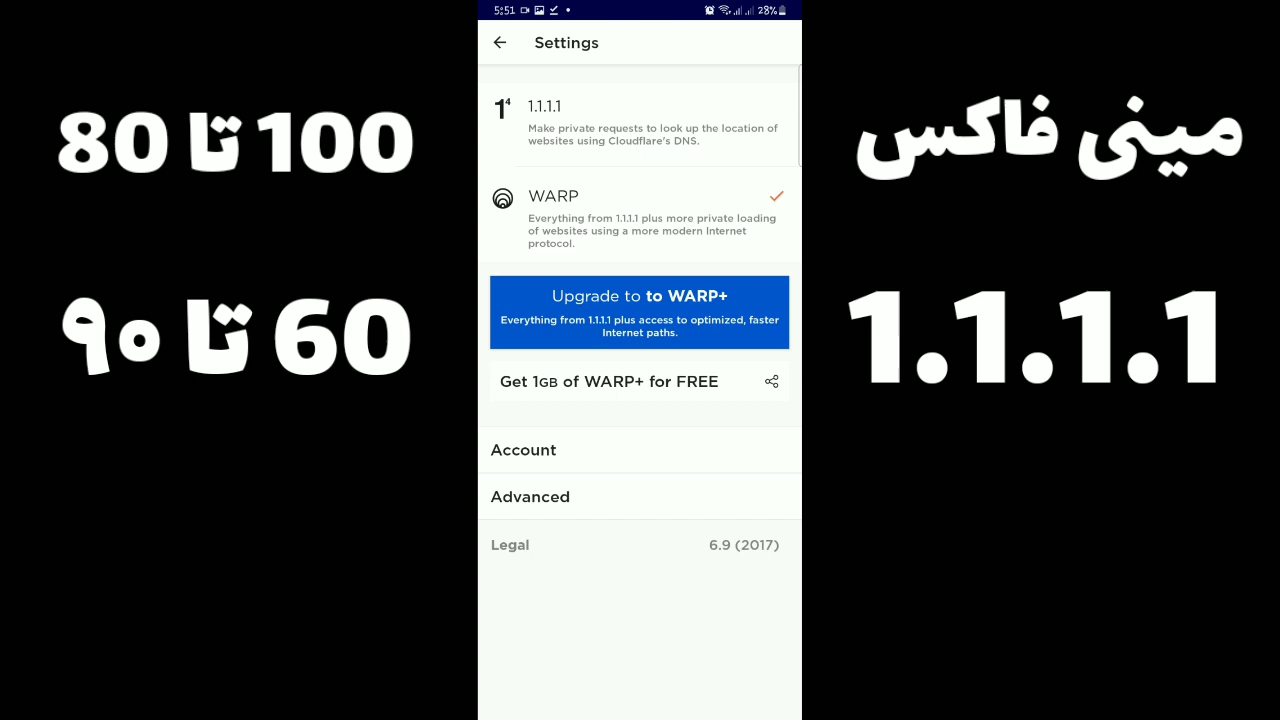 5:51
28%
Settings
1.1.1.1
Make private requests to look up the location of
websites using Cloudflare's DNS.
WARP
Everything from 1.1.1.1 plus more private loading
of websites using a more modern Internet
protocol.
Upgrade to to WARP+
Everything from 1.1.1.1 plus access to optimized, faster
Internet paths.
Get 1GB of WARP+ for FREE
Account
Advanced
Legal 6.9 (2017)
مینی فاکس
1.1.1.1
100 تا 80
60 تا ۹۰